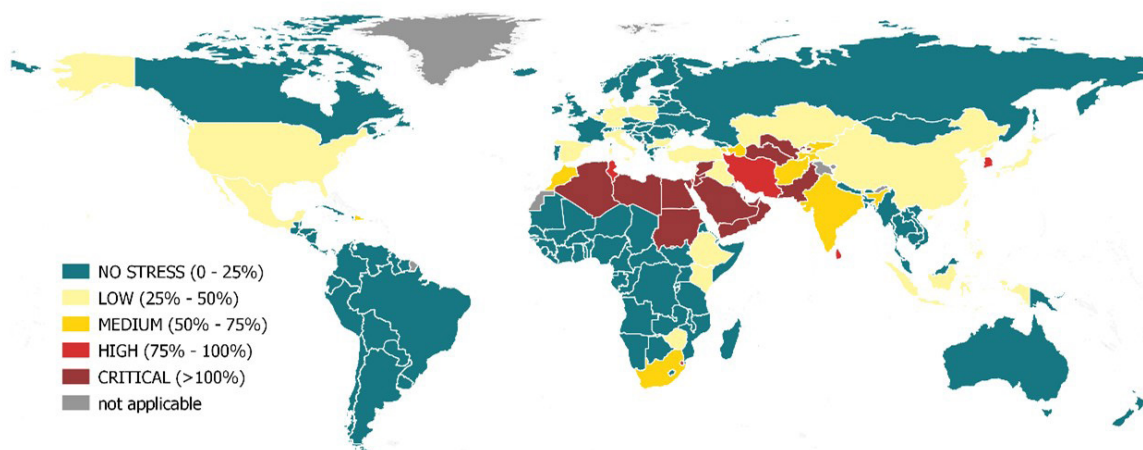 NO STRESS (0 - 25%)
LOW (25% - 50%)
MEDIUM (50% - 75%)
HIGH (75% - 100%)
CRITICAL (>100%)
not applicable